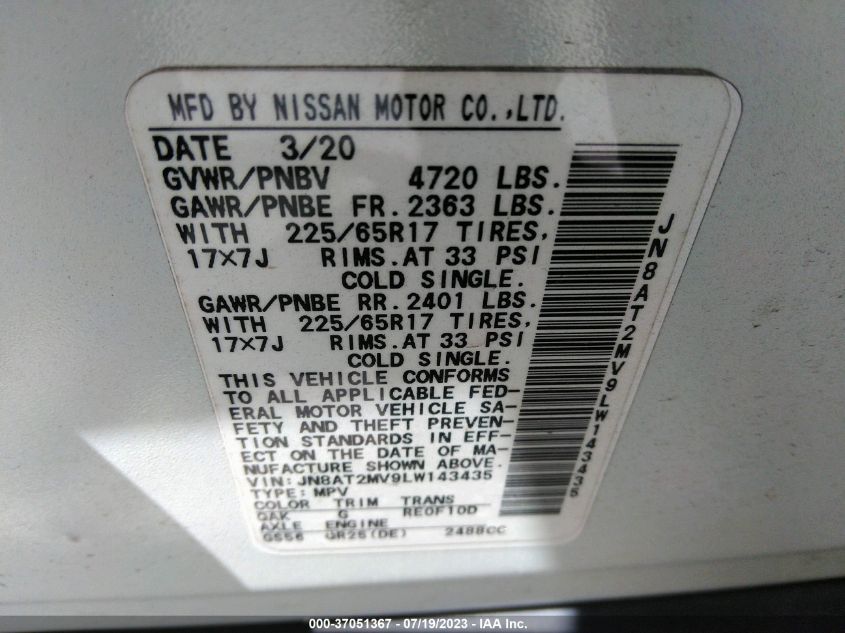 MFD BY NISSAN MOTOR CO.,LTD.
DATE 3/20
GVWR/PNBV 4720 LBS.
GAWR/PNBE FR.2363 LBS.
WITH 225/65R17 TIRES,
17×7J RIMS.AT 33 PSI
COLD SINGLE.
GAWR/PNBE RR.2401 LBS.
WITH 225/65R17 TIRES,
17×7J RIMS.AT 33 PSI
COLD SINGLE.
THIS VEHICLE CONFORMS
TO ALL APPLICABLE FED-
ERAL MOTOR VEHICLE SA-
FETY AND THEFT PREVEN-
TION STANDARDS IN EFF-
ECT ON THE DATE OF MA-
NUFACTURE SHOWN ABOVE.
VIN: JN8AT2MV9LW143435
TYPE: MPV
COLOR TRIM TRANS
QAK G RE0F10D
AXLE ENGINE
GS56 QR25(DE) 2488CC
JN8AT2MV9LW143435
000-37051367 - 07/19/2023 - IAA Inc.